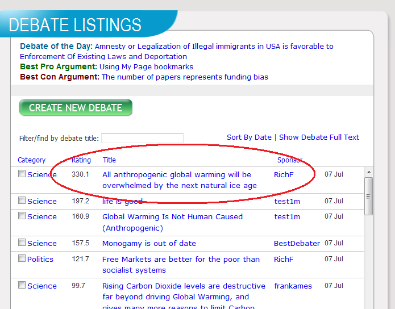 DEBATE LISTINGS
Debate of the Day: Amnesty or Legalization of Illegal immigrants in USA is favorable to
Enforcement Of Existing Laws and Deportation
Best Pro Argument: Using My Page bookmarks
Best Con Argument: The number of papers represents funding bias
CREATE NEW DEBATE
Filter/find by debate title:
Sort By Date | Show Debate Full Text
Category Rating Title Sponsor
Science 330.1 All anthropogenic global warming will be RichF 07 Jul
overwhelmed by the next natural ice age
Science 197.2 life is good test1m 07 Jul
Science 160.9 Global Warming Is Not Human Caused test1m 07 Jul
(Anthropogenic)
Science 157.5 Monogamy is out of date BestDebater 07 Jul
Politics 121.7 Free Markets are better for the poor than RichF 07 Jul
socialist systems
Science 99.7 Rising Carbon Dioxide levels are destructive frankames 07 Jul
far beyond driving Global Warming, and
gives many more reasons to limit Carbon